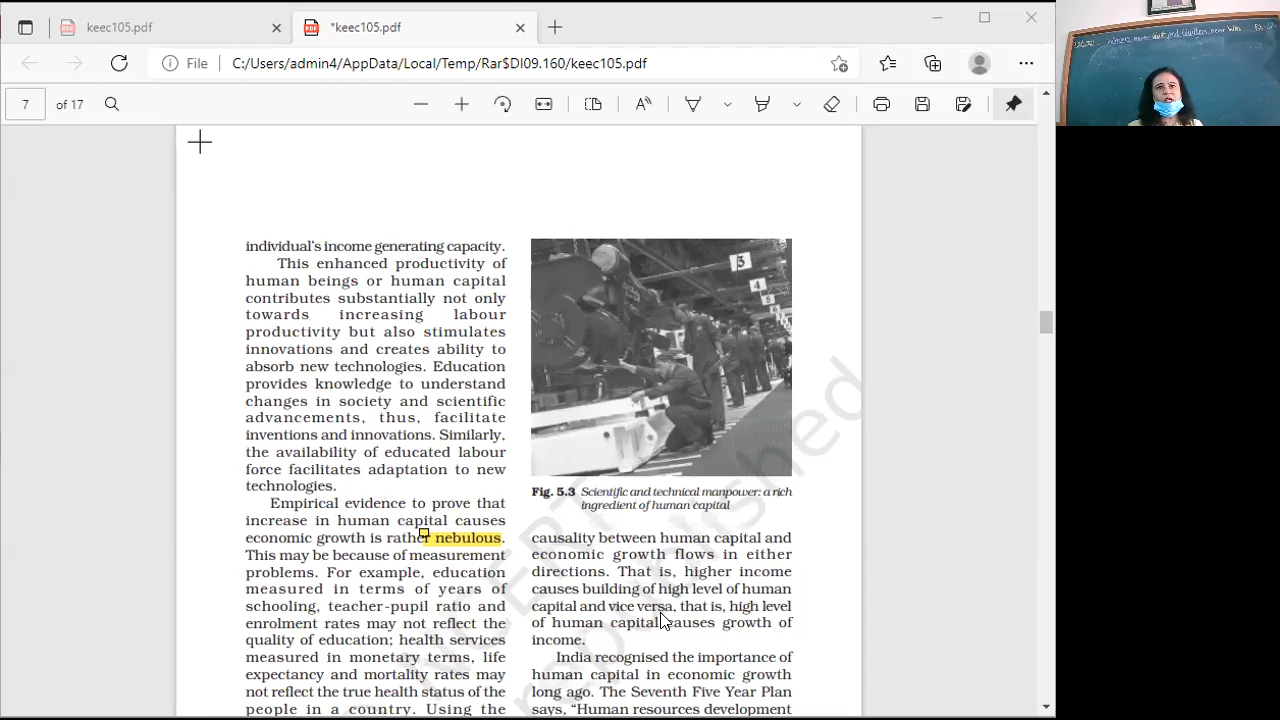 keec105.pdf
*keec105.pdf
File
C:/Users/admin4/AppData/Local/Temp/Rar$DI09.160/keec105.pdf
7 of 17
individual's income generating capacity.
This enhanced productivity of
human beings or human capital
contributes substantially not only
towards increasing labour
productivity but also stimulates
innovations and creates ability to
absorb new technologies. Education
provides knowledge to understand
changes in society and scientific
advancements, thus, facilitate
inventions and innovations. Similarly,
the availability of educated labour
force facilitates adaptation to new
technologies.
Empirical evidence to prove that
increase in human capital causes
economic growth is rather nebulous.
This may be because of measurement
problems. For example, education
measured in terms of years of
schooling, teacher-pupil ratio and
enrolment rates may not reflect the
quality of education; health services
measured in monetary terms, life
expectancy and mortality rates may
not reflect the true health status of the
people in a country. Using the
3
4
5
Fig. 5.3 Scientific and technical manpower: a rich
ingredient of human capital
causality between human capital and
economic growth flows in either
directions. That is, higher income
causes building of high level of human
capital and vice versa, that is, high level
of human capital causes growth of
income.
India recognised the importance of
human capital in economic growth
long ago. The Seventh Five Year Plan
says, "Human resources development
NCERT
republished
never and never Win